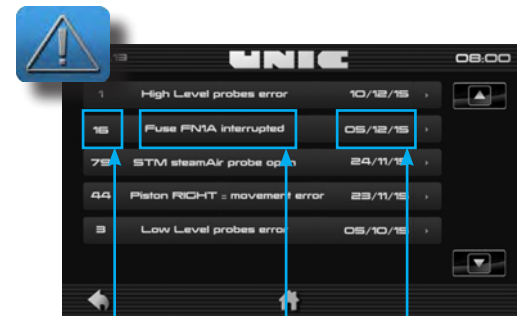 13 UNIC 08:00
1 High Level probes error 10/12/15
16 Fuse FN1A interrupted 05/12/15
79 STM steamAir probe open 24/11/15
44 Piston RIGHT = movement error 23/11/15
3 Low Level probes error 05/10/15